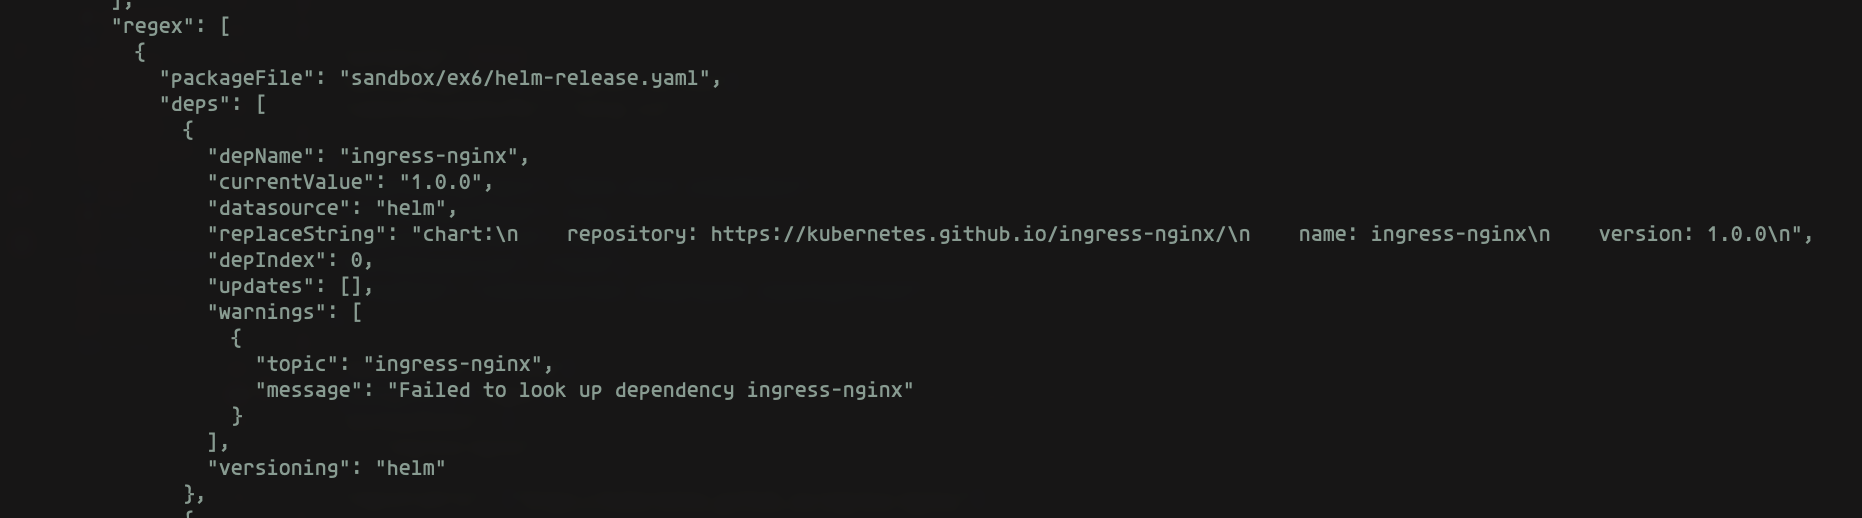 ],
"regex": [
{
"packageFile": "sandbox/ex6/helm-release.yaml",
"deps": [
{
"depName": "ingress-nginx",
"currentValue": "1.0.0",
"datasource": "helm",
"replaceString": "chart:\n    repository: https://kubernetes.github.io/ingress-nginx/\n    name: ingress-nginx\n    version: 1.0.0\n",
"depIndex": 0,
"updates": [],
"warnings": [
{
"topic": "ingress-nginx",
"message": "Failed to look up dependency ingress-nginx"
}
],
"versioning": "helm"
},
{